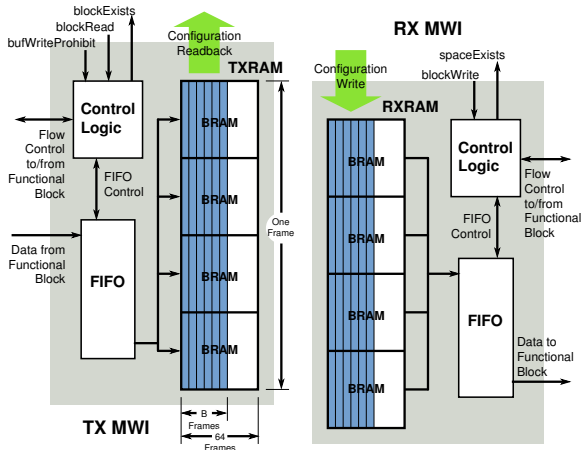 blockExists
blockRead
bufWriteProhibit
Configuration
Readback
TXRAM
Control
Logic
Flow
Control
to/from
Functional
Block
FIFO
Control
Data from
Functional
Block
FIFO
BRAM
BRAM
BRAM
BRAM
One
Frame
B
Frames
64
Frames
TX MWI
RX MWI
Configuration
Write
RXRAM
spaceExists
blockWrite
BRAM
BRAM
BRAM
BRAM
Control
Logic
Flow
Control
to/from
Functional
Block
FIFO
Control
FIFO
Data to
Functional
Block